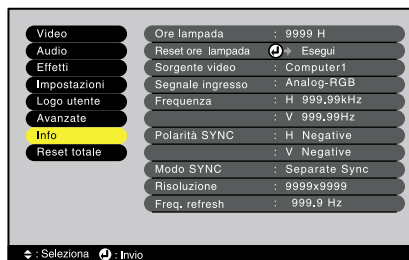 Video
Audio
Effetti
Impostazioni
Logo utente
Avanzate
Info
Reset totale
Ore lampada : 9999 H
Reset ore lampada Esegui
Sorgente video : Computer1
Segnale ingresso : Analog-RGB
Frequenza : H 999.99kHz
: V 999.99Hz
Polarità SYNC : H Negative
: V Negative
Modo SYNC : Separate Sync
Risoluzione : 9999x9999
Freq. refresh : 999.9 Hz
: Seleziona : Invio